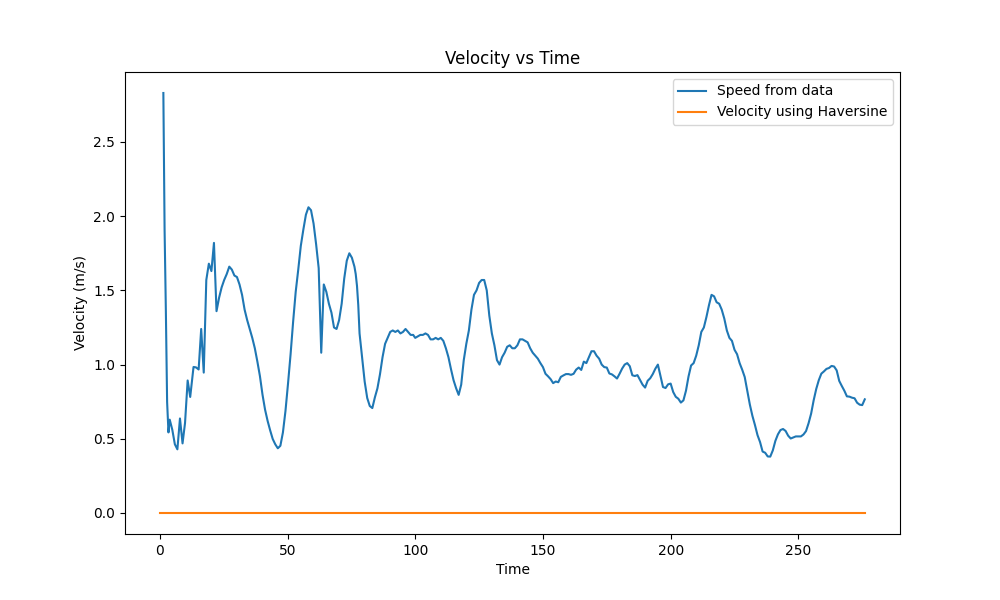 Velocity vs Time
Speed from data
Velocity using Haversine
Velocity (m/s)
2.5
2.0
1.5
1.0
0.5
0.0
0 50 100 150 200 250
Time